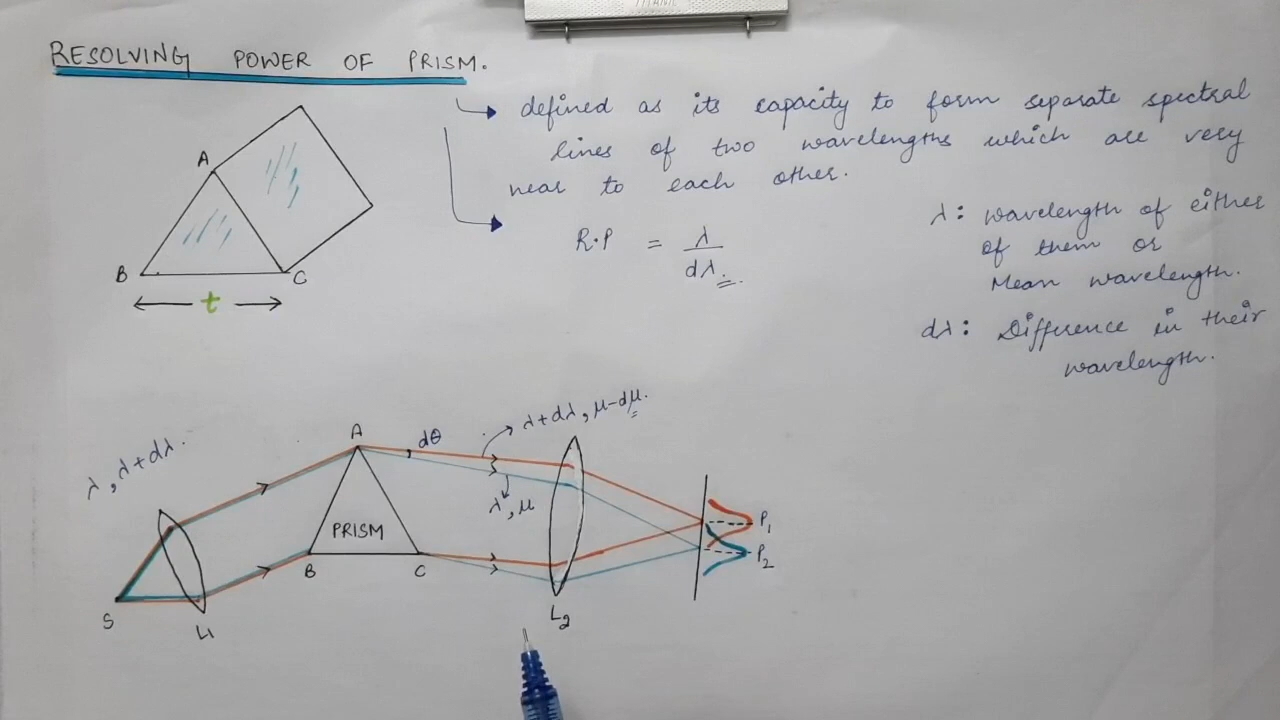 RESOLVING POWER OF PRISM.
defined as its capacity to form separate spectral
lines of two wavelengths which are very
near to each other.
R.P = λ/dλ.
λ: wavelength of either
of them or
Mean wavelength.
dλ: Difference in their
wavelength.
A
B
C
t
λ, λ+dλ.
A
dθ
λ+dλ, μ-dμ.
λ, μ
PRISM
B
C
S
L1
L2
P1
P2